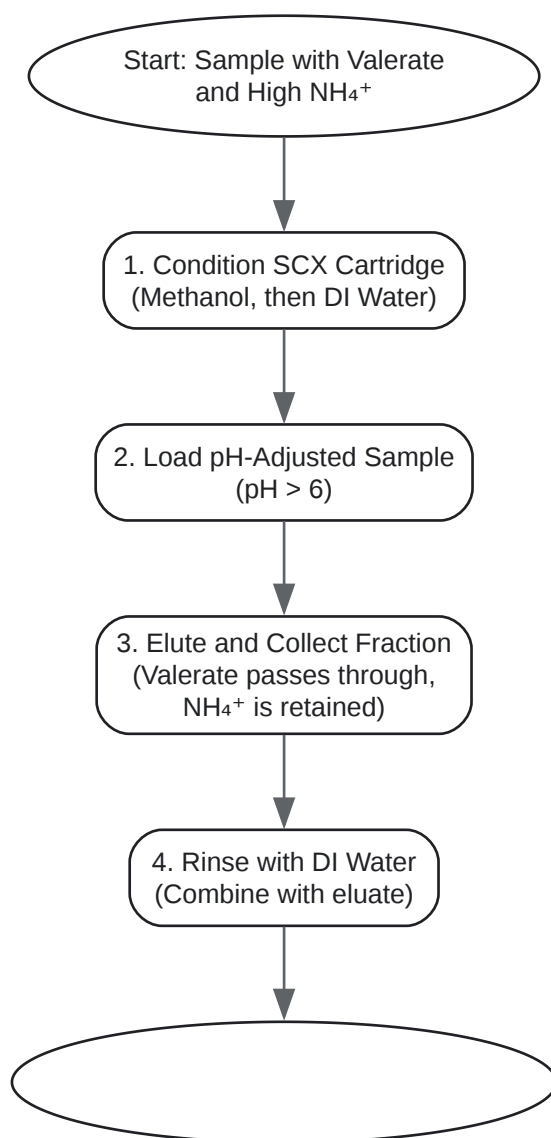 Start: Sample with Valerate
and High NH₄⁺
1. Condition SCX Cartridge
(Methanol, then DI Water)
2. Load pH-Adjusted Sample
(pH > 6)
3. Elute and Collect Fraction
(Valerate passes through,
NH₄⁺ is retained)
4. Rinse with DI Water
(Combine with eluate)